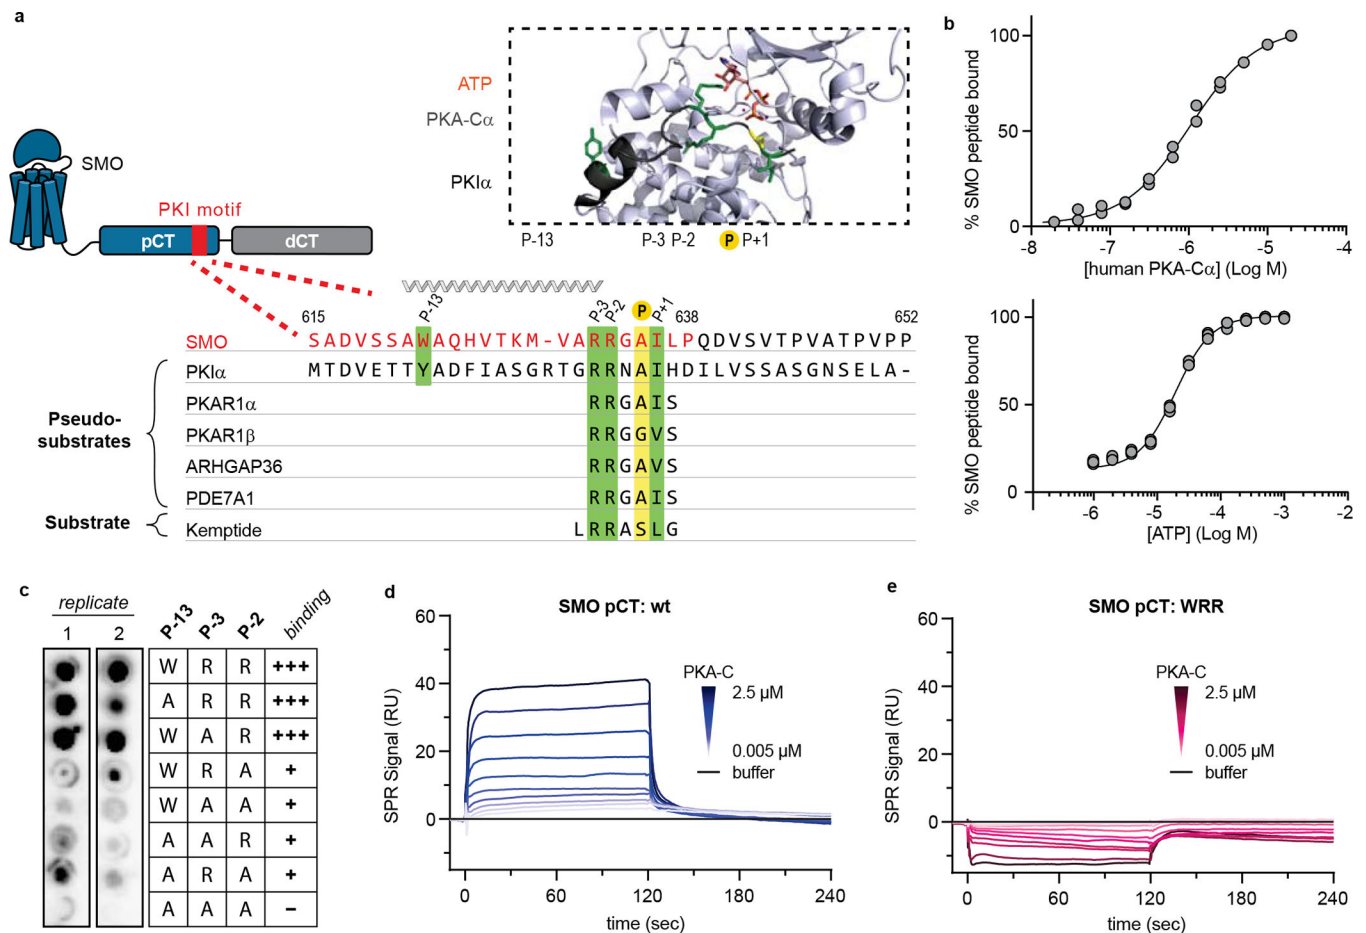 a
ATP
PKA-Cα
PKIα
SMO
PKI motif
pCT
dCT
P-13
P-3 P-2
P P+1
615
P-13
P-3
P-2
P
P+1
638
652
SMO
SADVSSAWAQHVTKM-VARRGAILPQDVSVTPVATPVPP
PKIα
MTDVETTYADFIASGRTGRRNAIHDILVSSASGNSELA-
Pseudo-
substrates
PKAR1α
RRGAIS
PKAR1β
RRGGVS
ARHGAP36
RRGAVS
PDE7A1
RRGAIS
Substrate
Kemptide
LRRASLG
b
% SMO peptide bound
100
50
0
-8 -7 -6 -5 -4
[human PKA-Cα] (Log M)
% SMO peptide bound
100
50
0
-6 -5 -4 -3 -2
[ATP] (Log M)
c
replicate
1 2
P-13 P-3 P-2 binding
W R R +++
A R R +++
W A R +++
W R A +
W A A +
A A R +
A R A +
A A A –
d
SMO pCT: wt
SPR Signal (RU)
60
40
20
0
PKA-C
2.5 μM
0.005 μM
buffer
0 60 120 180 240
time (sec)
e
SMO pCT: WRR
SPR Signal (RU)
60
40
20
0
PKA-C
2.5 μM
0.005 μM
buffer
0 60 120 180 240
time (sec)